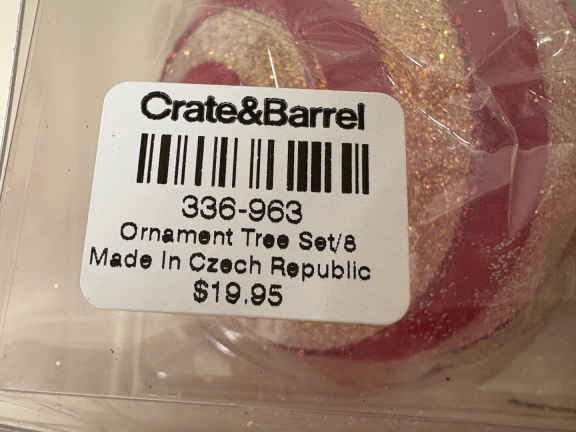 Crate&Barrel
336-963
Ornament Tree Set/8
Made In Czech Republic
$19.95